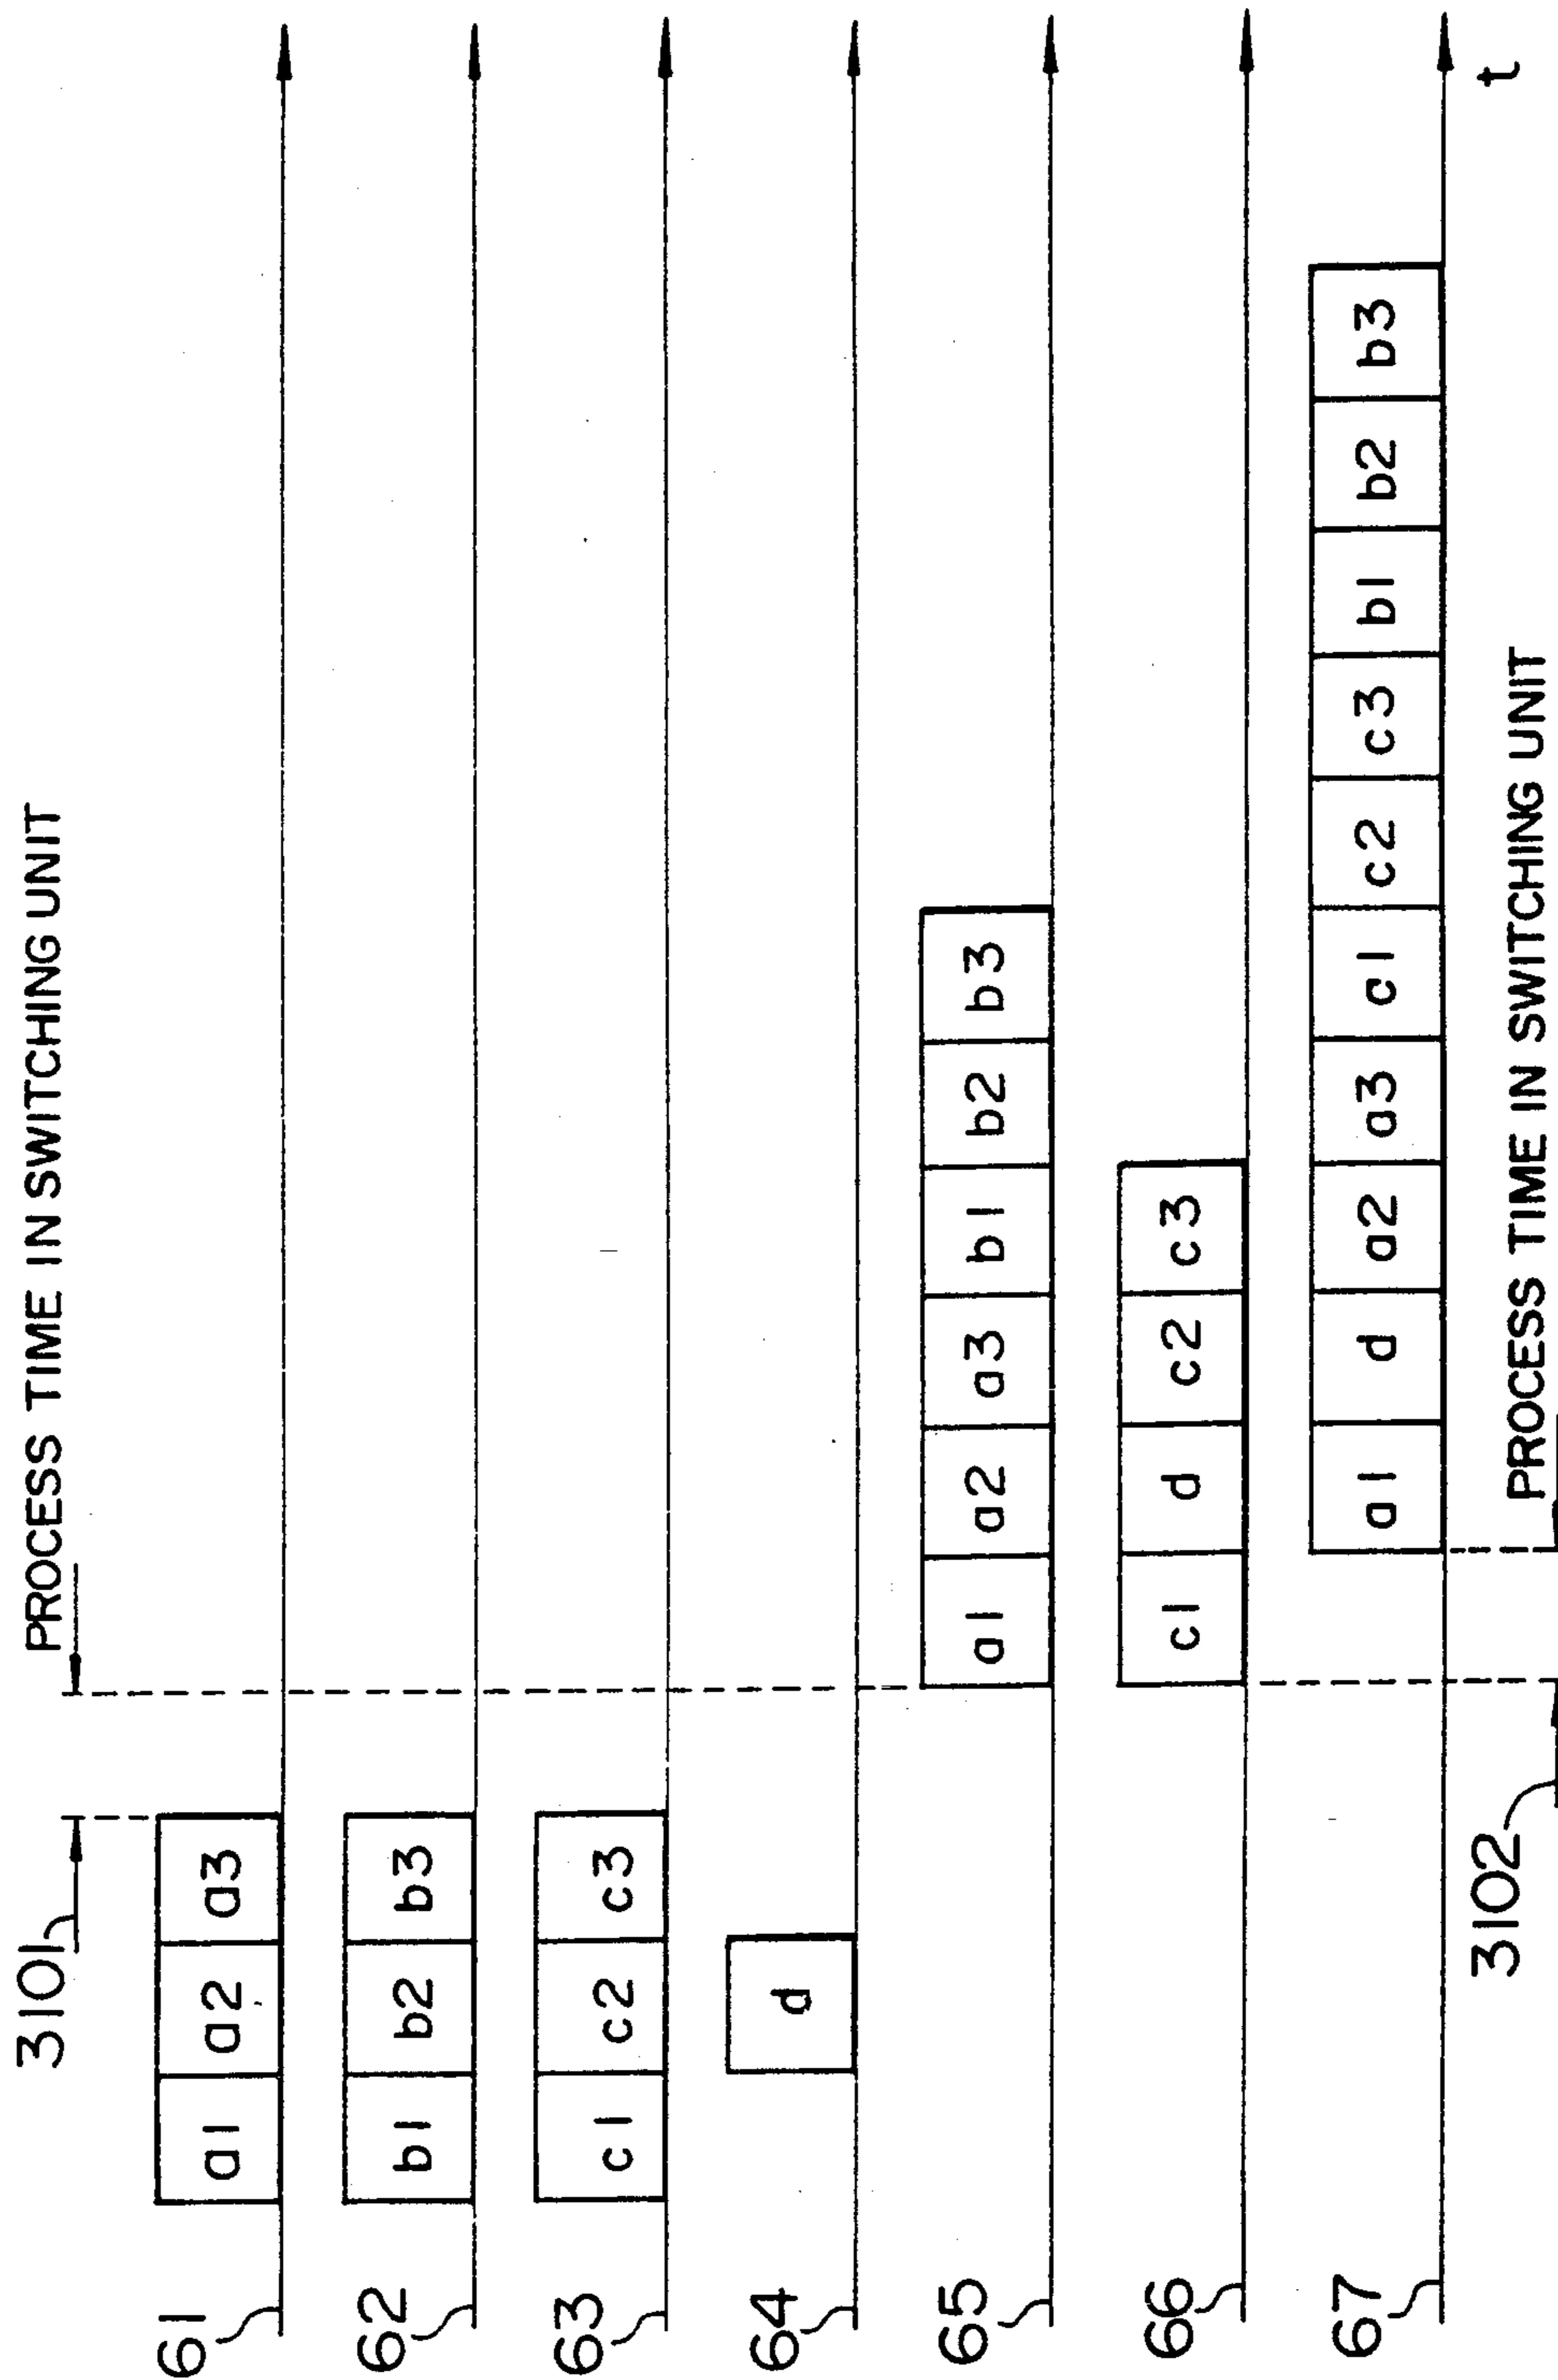 PROCESS TIME IN SWITCHING UNIT
3101
61 a1 a2 a3
62 b1 b2 b3
63 c1 c2 c3
64 d
65 a1 a2 a3 b1 b2 b3
66 c1 d c2 c3
67 a1 d a2 a3 c1 c2 c3 b1 b2 b3
t
3102
PROCESS TIME IN SWITCHING UNIT